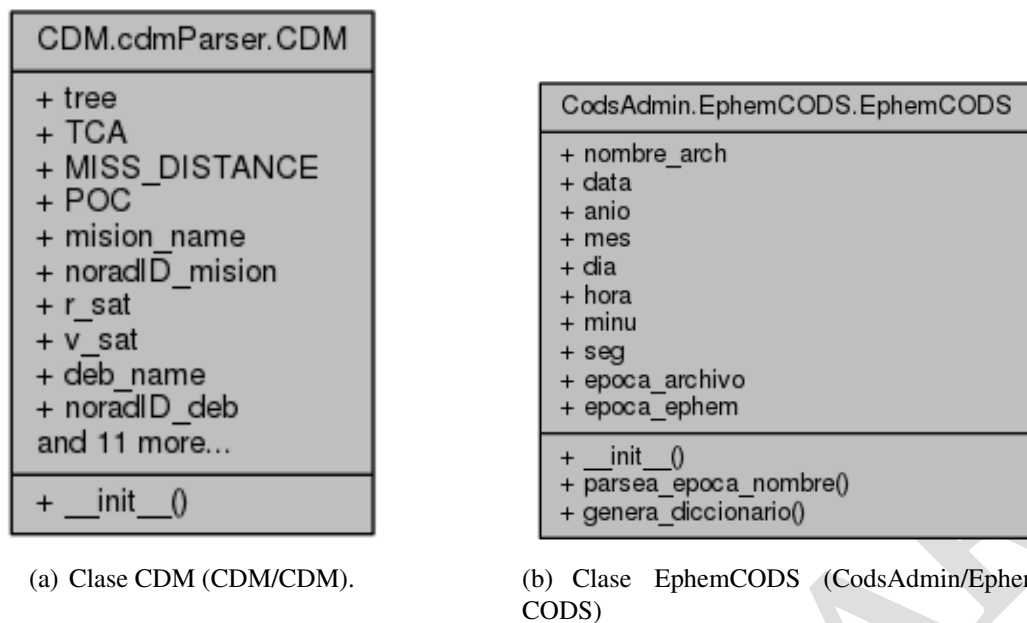 CDM.cdmParser.CDM
+ tree
+ TCA
+ MISS_DISTANCE
+ POC
+ mision_name
+ noradID_mision
+ r_sat
+ v_sat
+ deb_name
+ noradID_deb
and 11 more...
+ __init__()
(a) Clase CDM (CDM/CDM).
CodsAdmin.EphemCODS.EphemCODS
+ nombre_arch
+ data
+ anio
+ mes
+ dia
+ hora
+ minu
+ seg
+ epoca_archivo
+ epoca_ephem
+ __init__()
+ parsea_epoca_nombre()
+ genera_diccionario()
(b) Clase EphemCODS (CodsAdmin/Ephem
CODS)